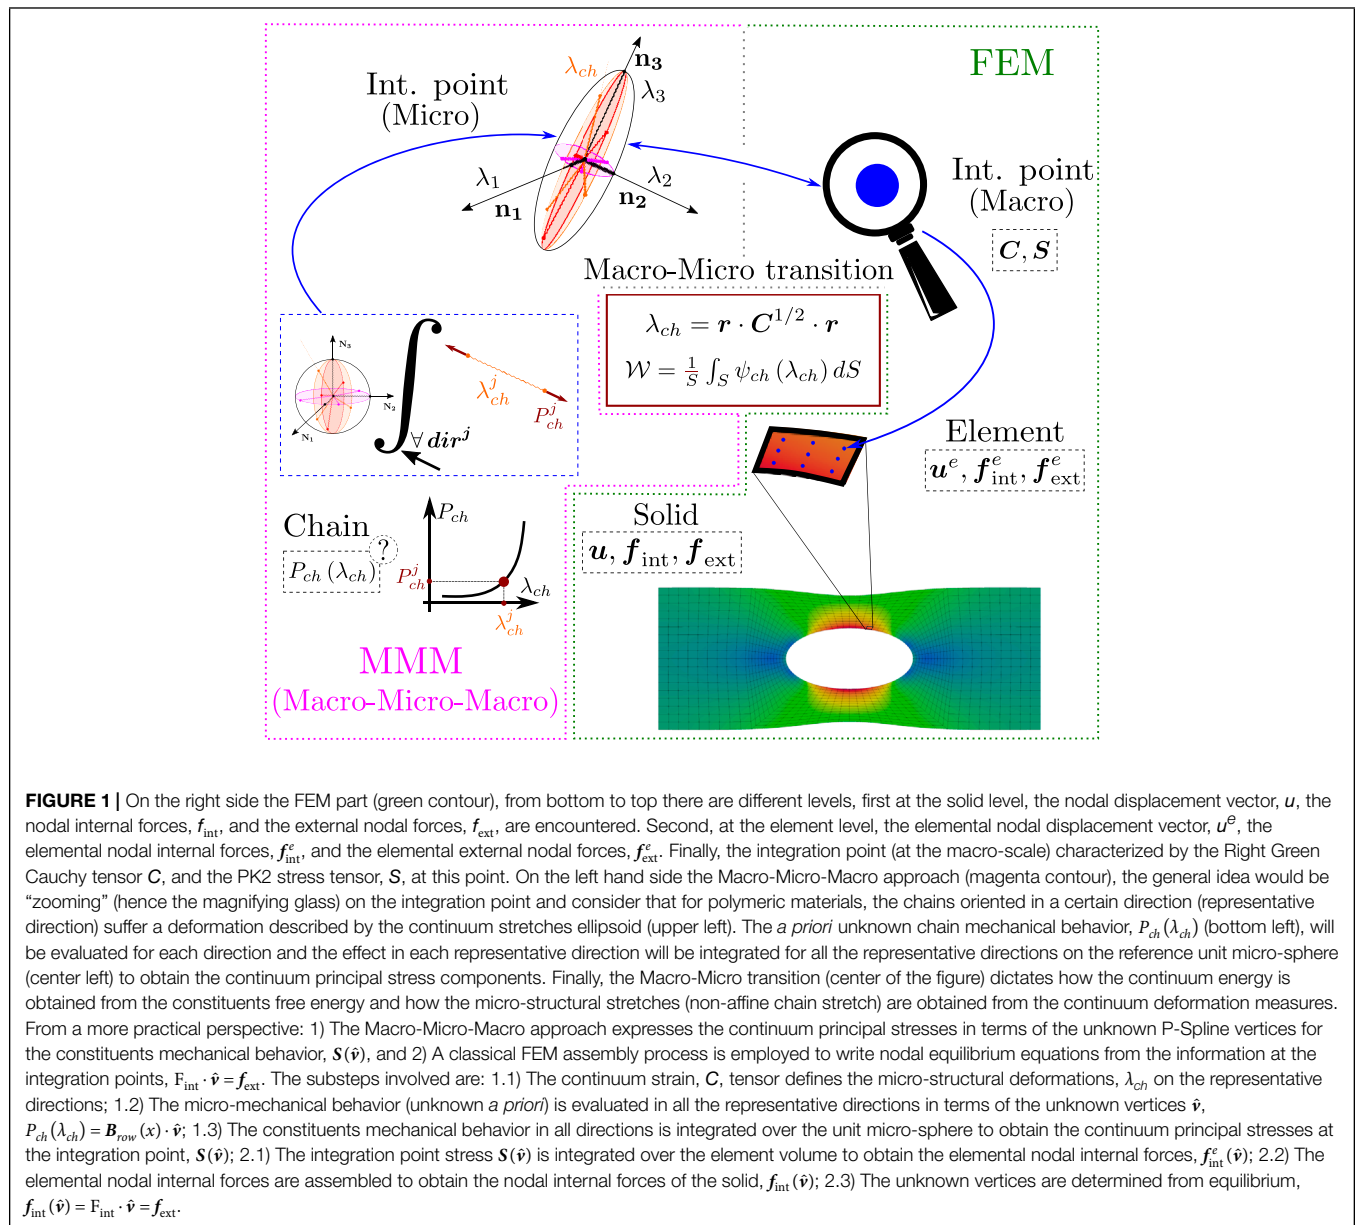 FEM
λ_ch
n₃
λ₃
Int. point
(Micro)
λ₁
n₁
λ₂
n₂
Int. point
(Macro)
C, S
Macro-Micro transition
λ_ch = r · C^{1/2} · r
𝒲 = 1/S ∫_S ψ_ch (λ_ch) dS
N₃
N₂
N₁
∀ dir^j
λ^j_ch
P^j_ch
Element
u^e, f^e_int, f^e_ext
Solid
u, f_int, f_ext
Chain
?
P_ch (λ_ch)
P_ch
P^j_ch
λ_ch
λ^j_ch
MMM
(Macro-Micro-Macro)
FIGURE 1 | On the right side the FEM part (green contour), from bottom to top there are different levels, first at the solid level, the nodal displacement vector, u, the
nodal internal forces, f_int, and the external nodal forces, f_ext, are encountered. Second, at the element level, the elemental nodal displacement vector, u^e, the
elemental nodal internal forces, f^e_int, and the elemental external nodal forces, f^e_ext. Finally, the integration point (at the macro-scale) characterized by the Right Green
Cauchy tensor C, and the PK2 stress tensor, S, at this point. On the left hand side the Macro-Micro-Macro approach (magenta contour), the general idea would be
“zooming” (hence the magnifying glass) on the integration point and consider that for polymeric materials, the chains oriented in a certain direction (representative
direction) suffer a deformation described by the continuum stretches ellipsoid (upper left). The a priori unknown chain mechanical behavior, P_ch(λ_ch) (bottom left), will
be evaluated for each direction and the effect in each representative direction will be integrated for all the representative directions on the reference unit micro-sphere
(center left) to obtain the continuum principal stress components. Finally, the Macro-Micro transition (center of the figure) dictates how the continuum energy is
obtained from the constituents free energy and how the micro-structural stretches (non-affine chain stretch) are obtained from the continuum deformation measures.
From a more practical perspective: 1) The Macro-Micro-Macro approach expresses the continuum principal stresses in terms of the unknown P-Spline vertices for
the constituents mechanical behavior, S(v̂), and 2) A classical FEM assembly process is employed to write nodal equilibrium equations from the information at the
integration points, F_int · v̂ = f_ext. The substeps involved are: 1.1) The continuum strain, C, tensor defines the micro-structural deformations, λ_ch on the representative
directions; 1.2) The micro-mechanical behavior (unknown a priori) is evaluated in all the representative directions in terms of the unknown vertices v̂,
P_ch(λ_ch) = B_row(x) · v̂; 1.3) The constituents mechanical behavior in all directions is integrated over the unit micro-sphere to obtain the continuum principal stresses at
the integration point, S(v̂); 2.1) The integration point stress S(v̂) is integrated over the element volume to obtain the elemental nodal internal forces, f^e_int(v̂); 2.2) The
elemental nodal internal forces are assembled to obtain the nodal internal forces of the solid, f_int(v̂); 2.3) The unknown vertices are determined from equilibrium,
f_int(v̂) = F_int · v̂ = f_ext.